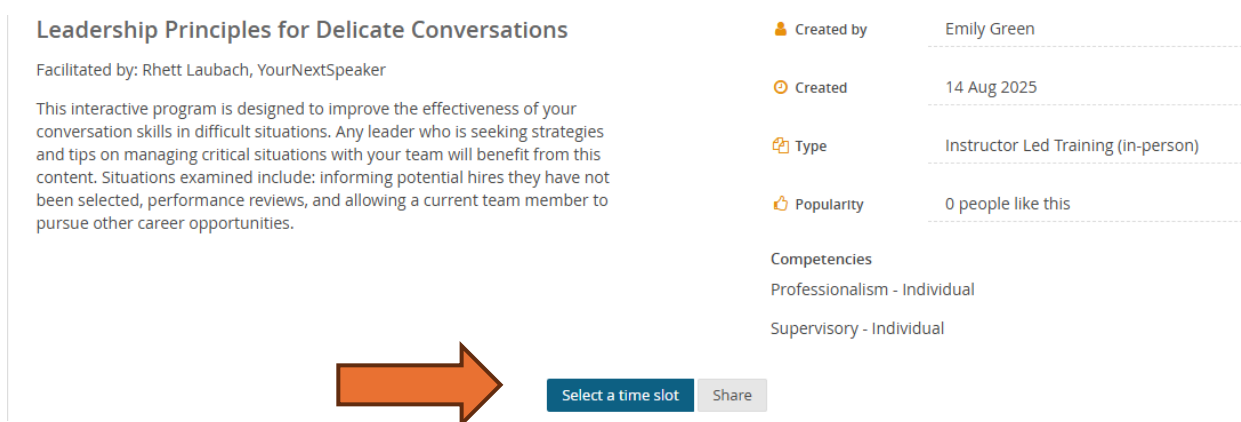 Leadership Principles for Delicate Conversations
Facilitated by: Rhett Laubach, YourNextSpeaker
This interactive program is designed to improve the effectiveness of your
conversation skills in difficult situations. Any leader who is seeking strategies
and tips on managing critical situations with your team will benefit from this
content. Situations examined include: informing potential hires they have not
been selected, performance reviews, and allowing a current team member to
pursue other career opportunities.
Created by Emily Green
Created 14 Aug 2025
Type Instructor Led Training (in-person)
Popularity 0 people like this
Competencies
Professionalism - Individual
Supervisory - Individual
Select a time slot Share